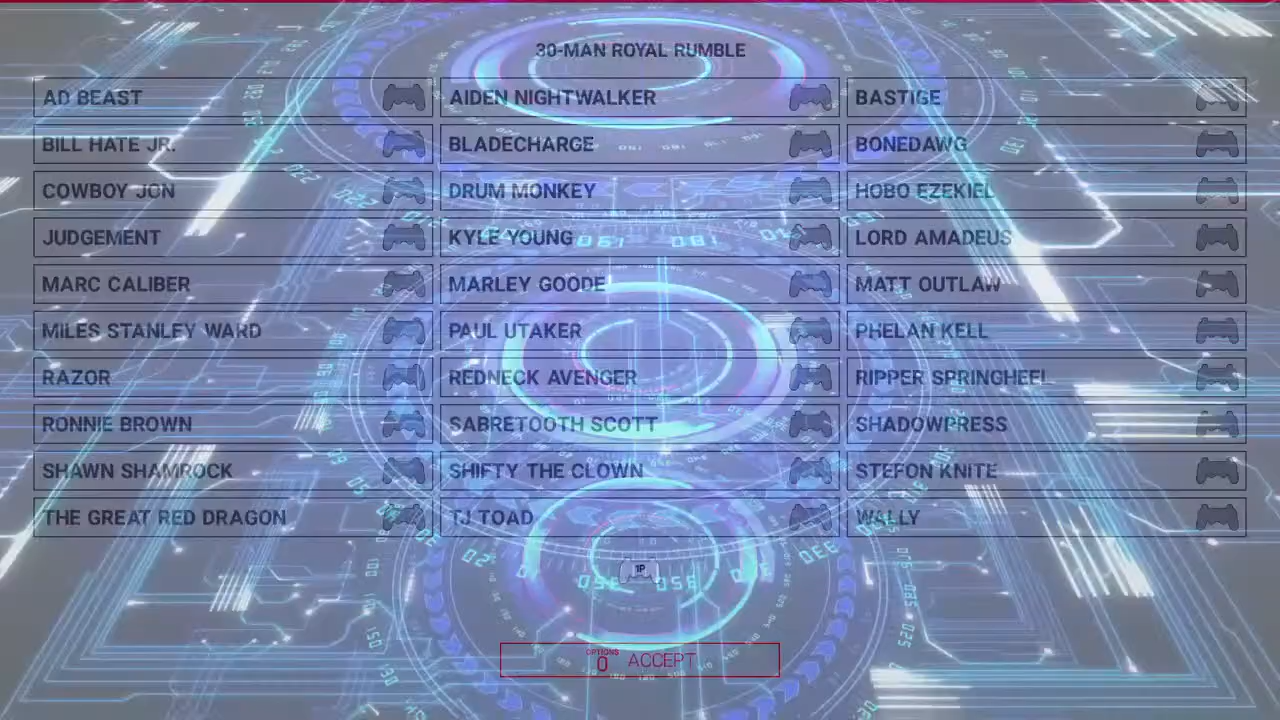 30-MAN ROYAL RUMBLE
AD BEAST
AIDEN NIGHTWALKER
BASTIGE
BILL HATE JR.
BLADECHARGE
BONEDAWG
COWBOY JON
DRUM MONKEY
HOBO EZEKIEL
JUDGEMENT
KYLE YOUNG
LORD AMADEUS
MARC CALIBER
MARLEY GOODE
MATT OUTLAW
MILES STANLEY WARD
PAUL UTAKER
PHELAN KELL
RAZOR
REDNECK AVENGER
RIPPER SPRINGHEEL
RONNIE BROWN
SABRETOOTH SCOTT
SHADOWPRESS
SHAWN SHAMROCK
SHIFTY THE CLOWN
STEFON KNITE
THE GREAT RED DRAGON
TJ TOAD
WALLY
1P
OPTIONS
ACCEPT